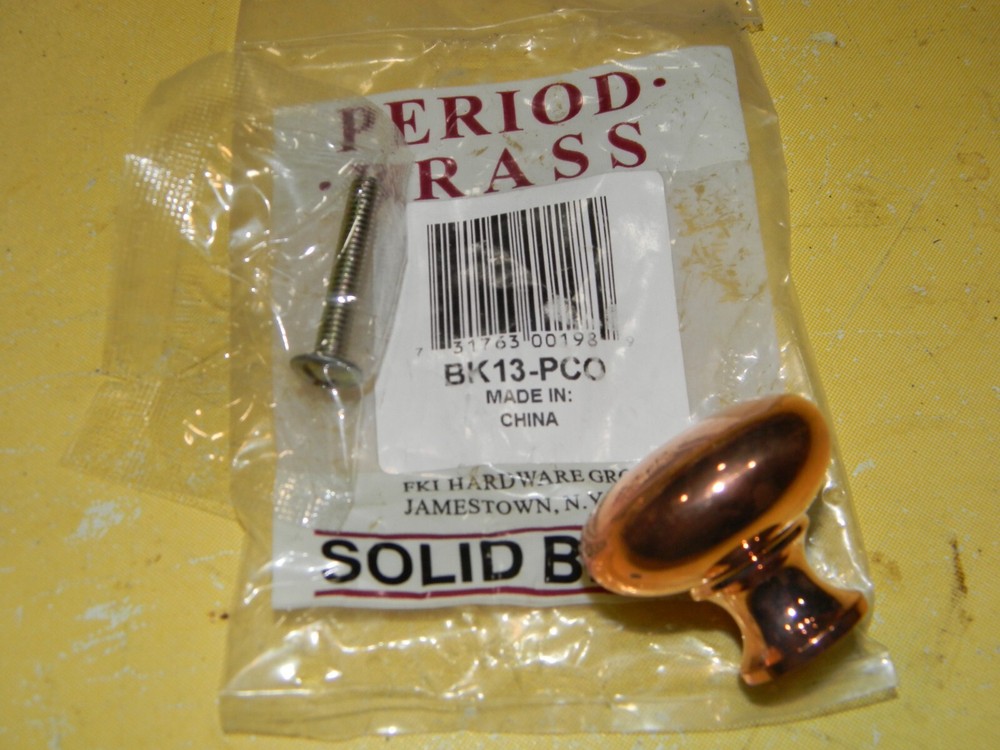 PERIOD·
·BRASS
7 31763 00198 9
BK13-PCO
MADE IN:
CHINA
FKI HARDWARE GRO
JAMESTOWN, N.Y
SOLID B